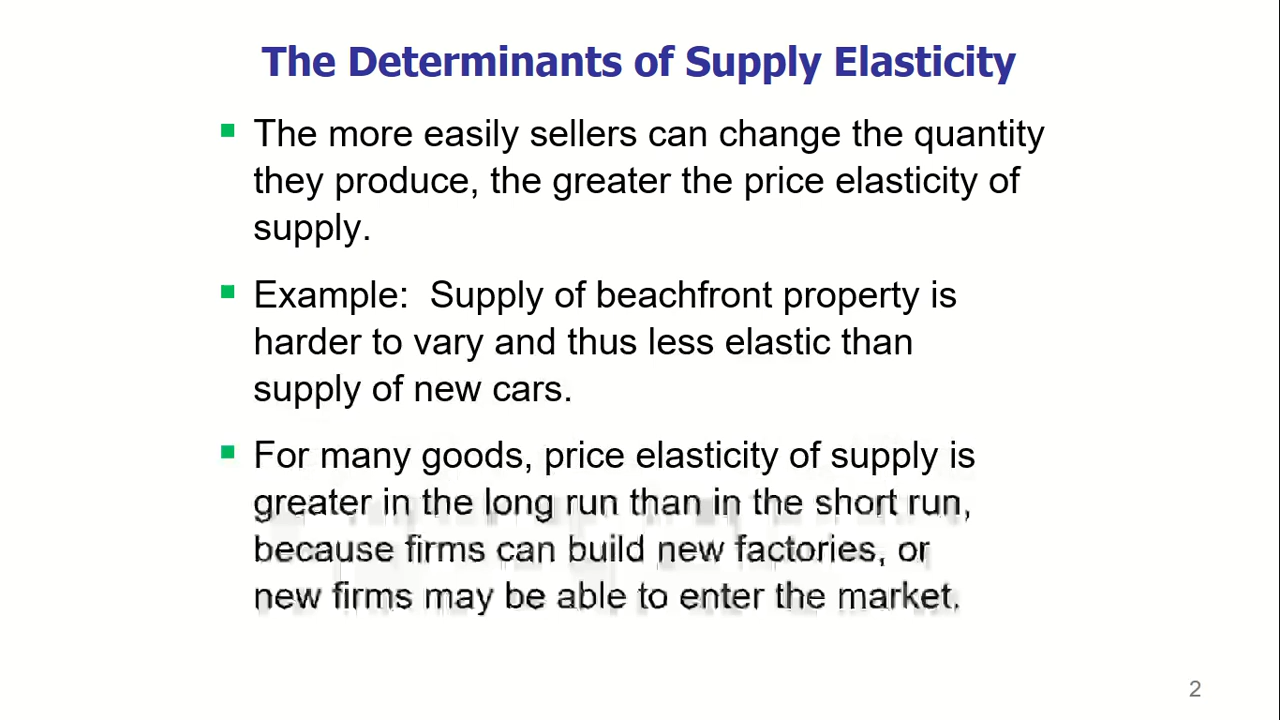 The Determinants of Supply Elasticity
The more easily sellers can change the quantity
they produce, the greater the price elasticity of
supply.
Example:  Supply of beachfront property is
harder to vary and thus less elastic than
supply of new cars.
For many goods, price elasticity of supply is
greater in the long run than in the short run,
because firms can build new factories, or
new firms may be able to enter the market.
2